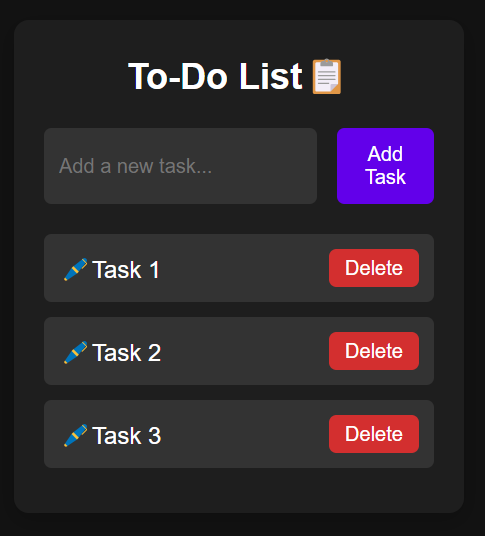 To-Do List 📋
Add a new task...
Add
Task
🖊️Task 1
Delete
🖊️Task 2
Delete
🖊️Task 3
Delete